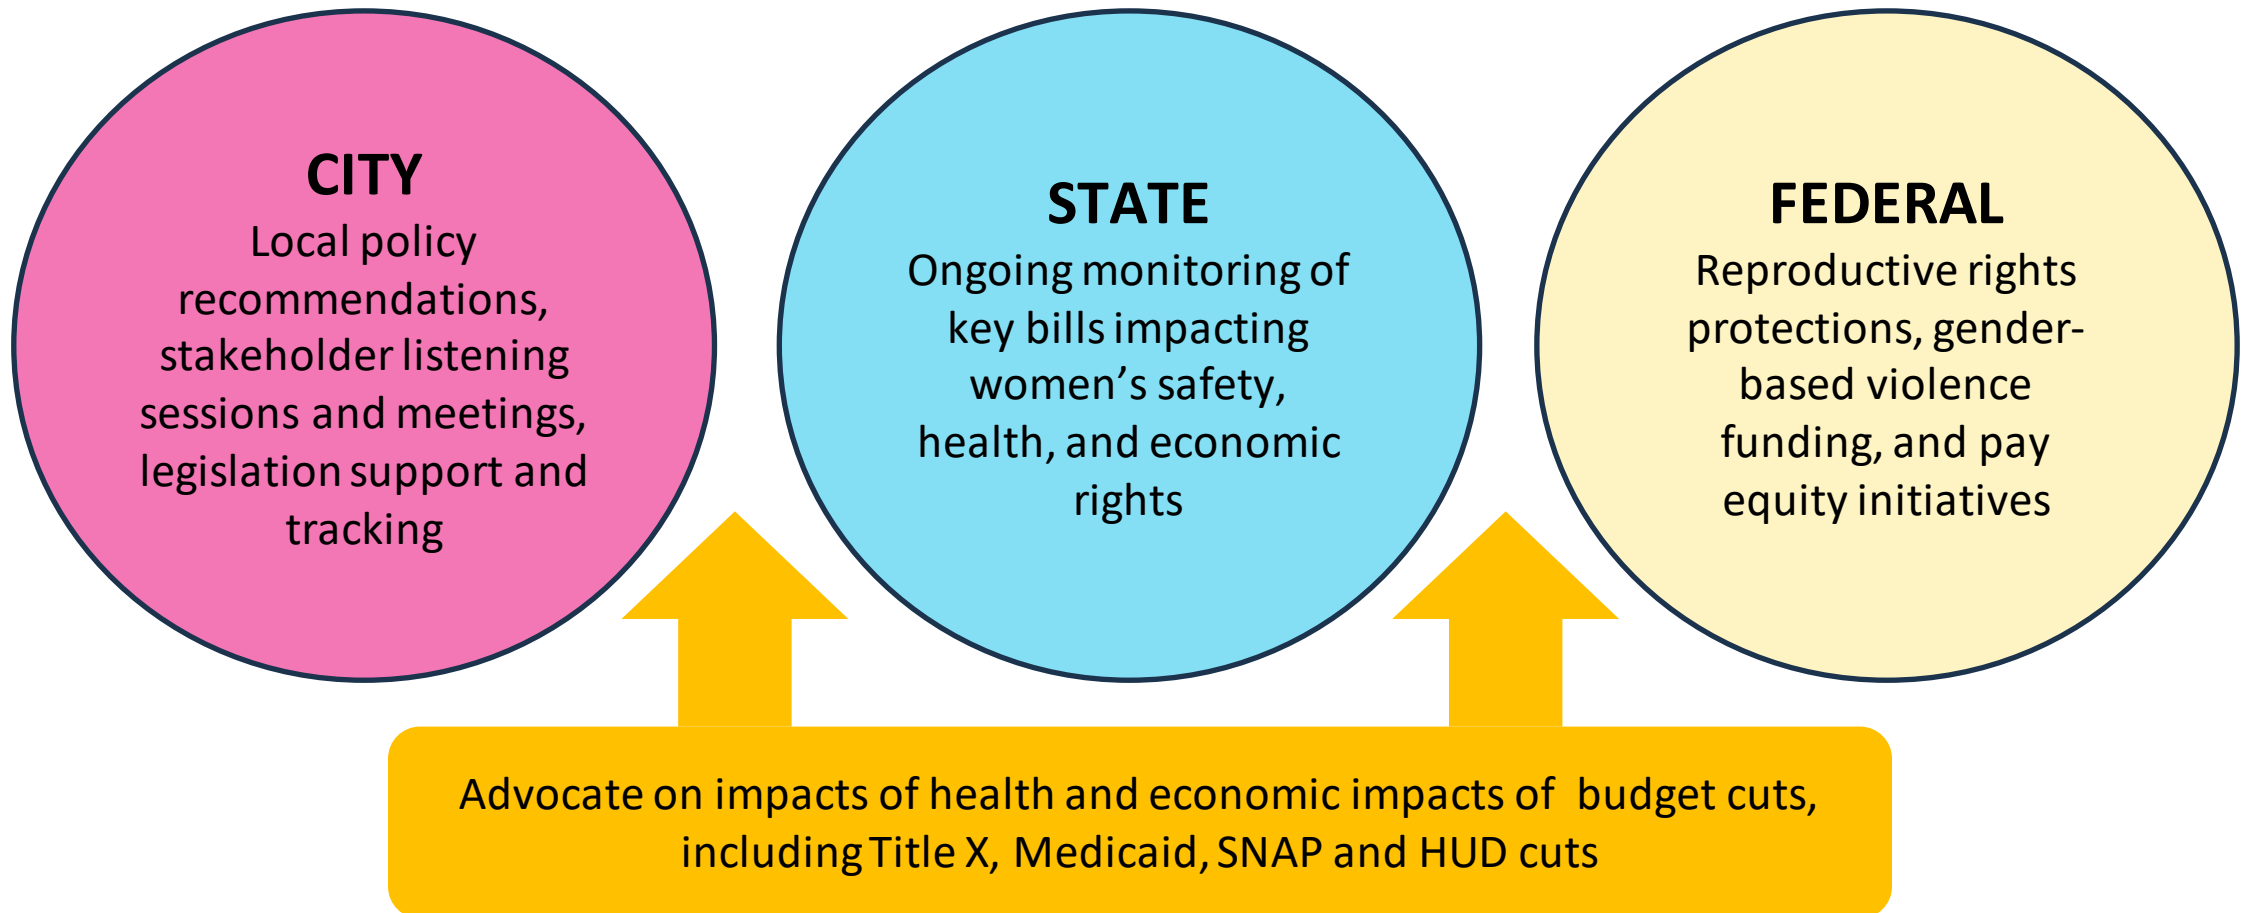 CITY
Local policy
recommendations,
stakeholder listening
sessions and meetings,
legislation support and
tracking
STATE
Ongoing monitoring of
key bills impacting
women’s safety,
health, and economic
rights
FEDERAL
Reproductive rights
protections, gender-
based violence
funding, and pay
equity initiatives
Advocate on impacts of health and economic impacts of  budget cuts,
including Title X, Medicaid, SNAP and HUD cuts